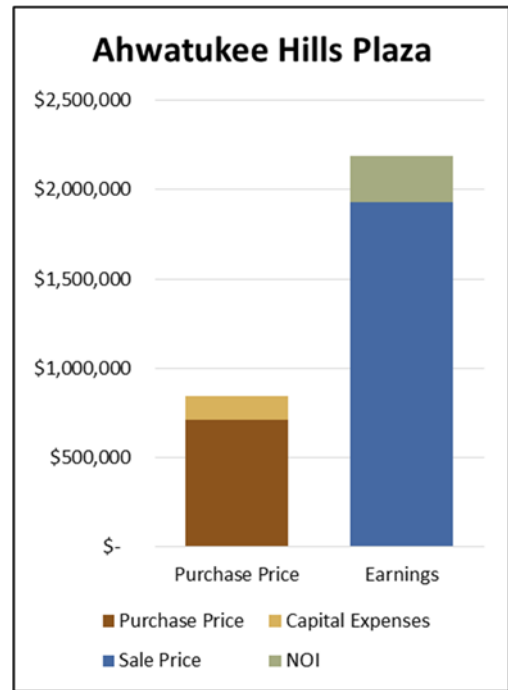 Ahwatukee Hills Plaza
$2,500,000
$2,000,000
$1,500,000
$1,000,000
$500,000
$-
Purchase Price Earnings
Purchase Price Capital Expenses
Sale Price NOI